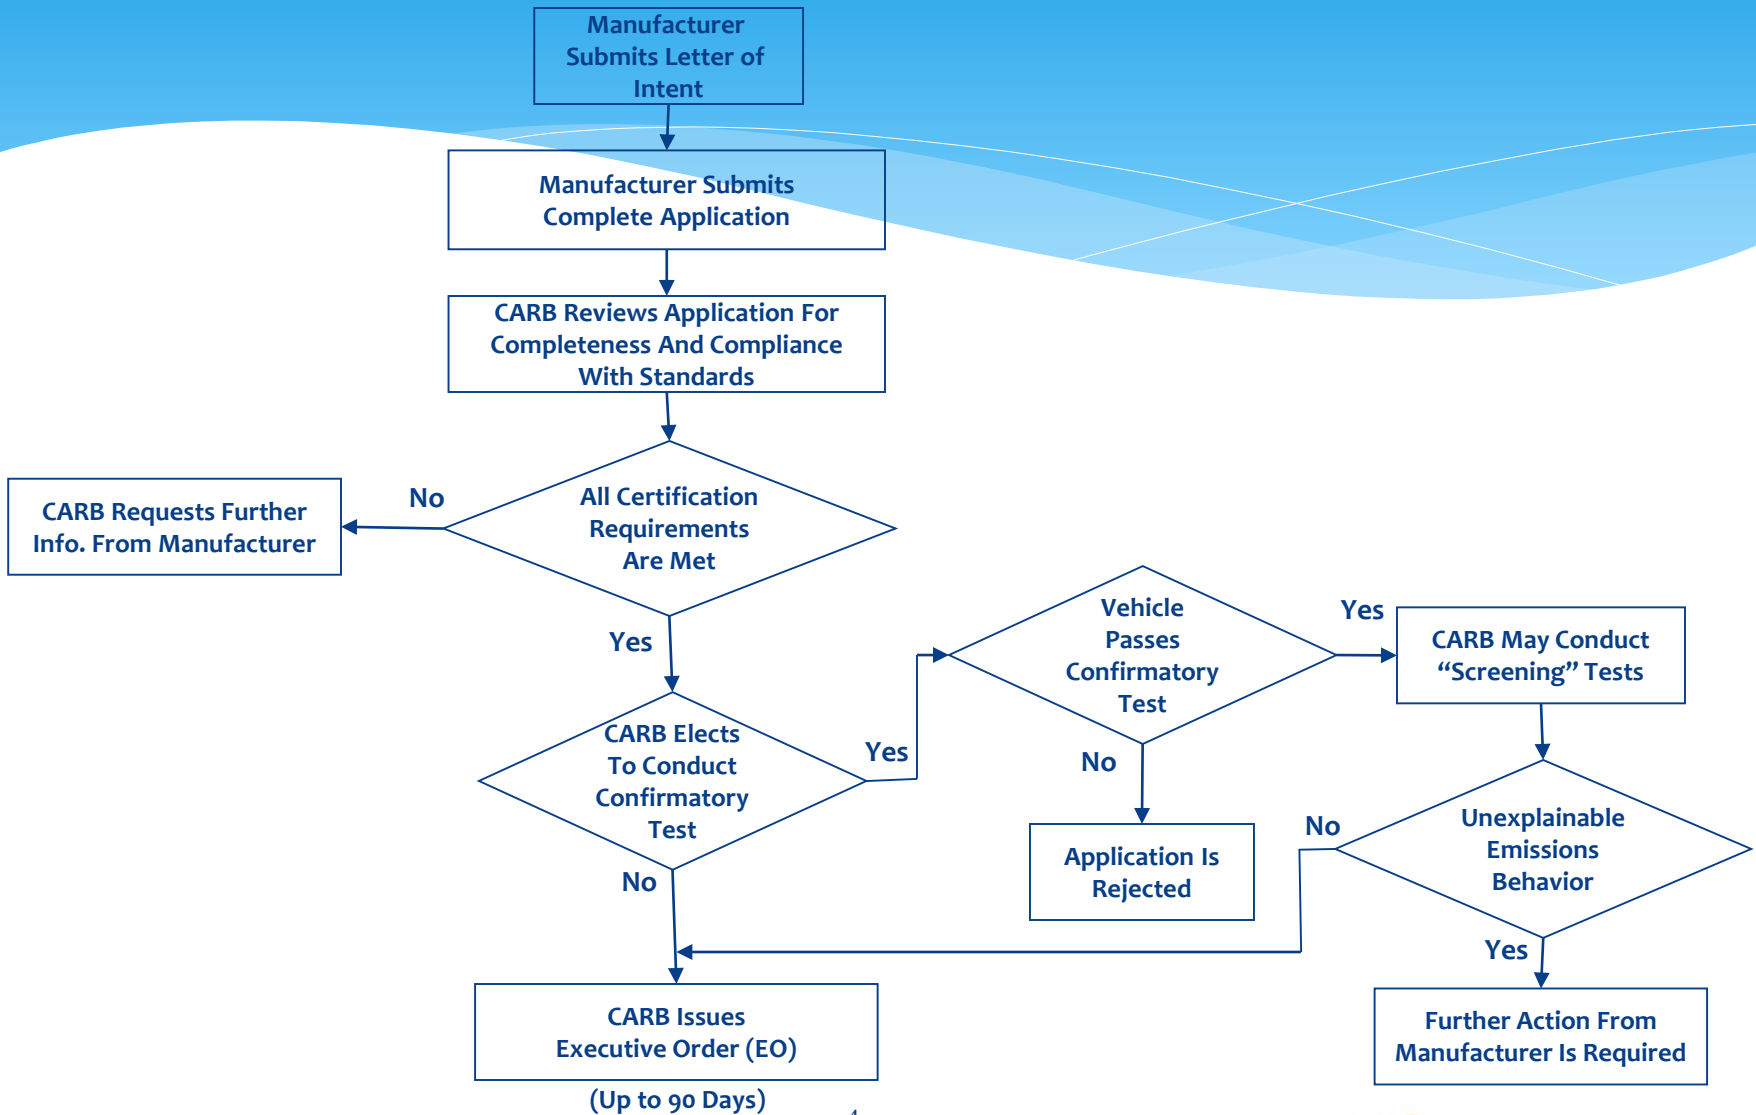 Manufacturer
Submits Letter of
Intent
Manufacturer Submits
Complete Application
CARB Reviews Application For
Completeness And Compliance
With Standards
No
All Certification
Requirements
Are Met
CARB Requests Further
Info. From Manufacturer
Yes
CARB Elects
To Conduct
Confirmatory
Test
Yes
Vehicle
Passes
Confirmatory
Test
Yes
CARB May Conduct
“Screening” Tests
No
Application Is
Rejected
No
Unexplainable
Emissions
Behavior
No
Yes
CARB Issues
Executive Order (EO)
(Up to 90 Days)
Further Action From
Manufacturer Is Required
4